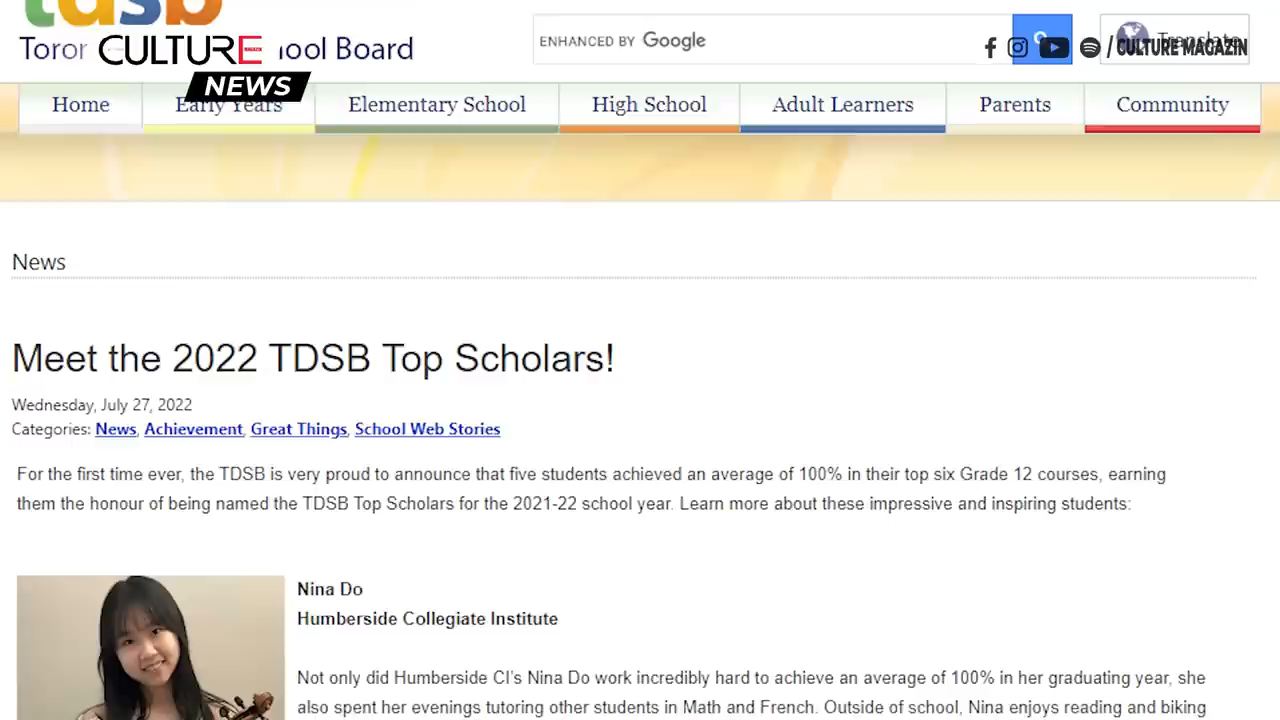 tdsb
Toron
ool Board
CULTURE
NEWS
ENHANCED BY Google
/ CULTURE MAGAZIN
Home
Early Years
Elementary School
High School
Adult Learners
Parents
Community
News
Meet the 2022 TDSB Top Scholars!
Wednesday, July 27, 2022
Categories: News, Achievement, Great Things, School Web Stories
For the first time ever, the TDSB is very proud to announce that five students achieved an average of 100% in their top six Grade 12 courses, earning
them the honour of being named the TDSB Top Scholars for the 2021-22 school year. Learn more about these impressive and inspiring students:
Nina Do
Humberside Collegiate Institute
Not only did Humberside CI's Nina Do work incredibly hard to achieve an average of 100% in her graduating year, she
also spent her evenings tutoring other students in Math and French. Outside of school, Nina enjoys reading and biking